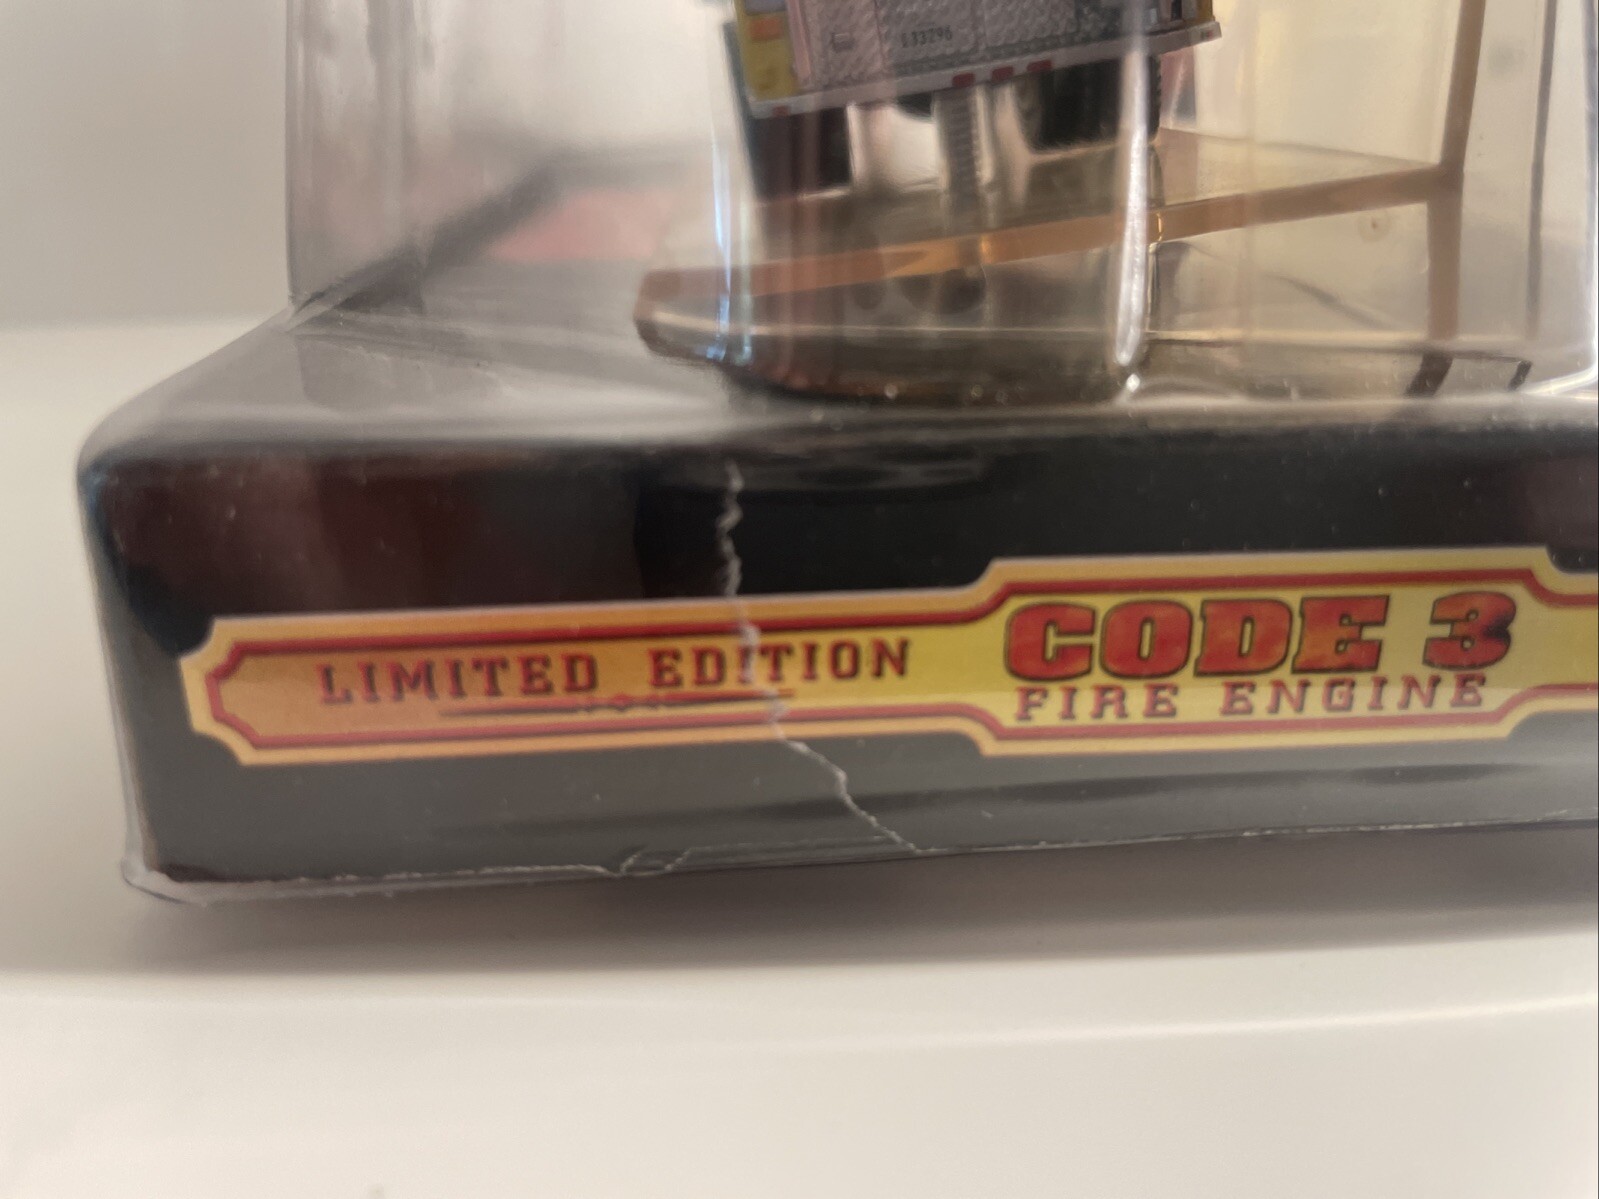 LIMITED EDITION
CODE 3
FIRE ENGINE